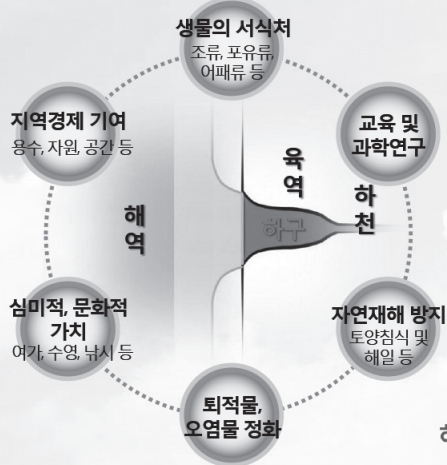 생물의 서식처
조류, 포유류,
어패류 등
지역경제 기여
용수, 자원, 공간 등
교육 및
과학연구
육역
하천
해역
하구
심미적, 문화적
가치
여가, 수영, 낚시 등
자연재해 방지
토양침식 및
해일 등
퇴적물,
오염물 정화